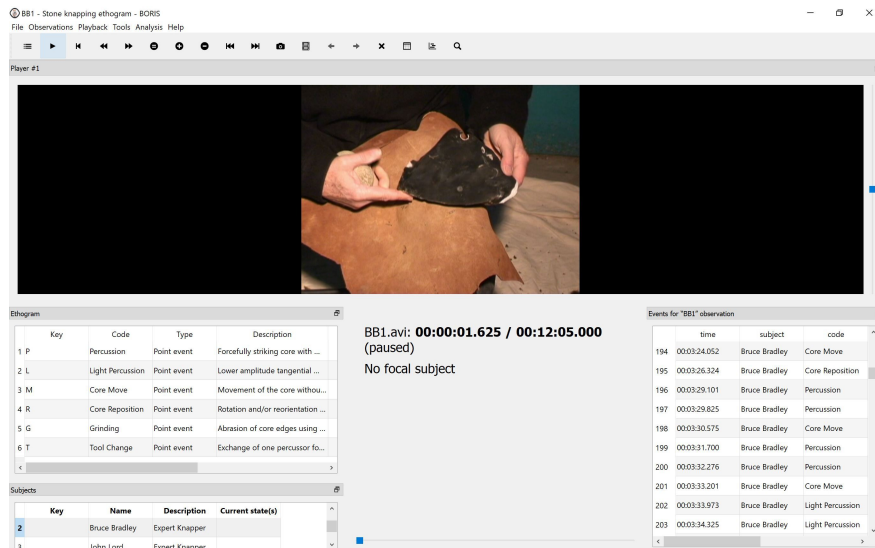 BB1 - Stone knapping ethogram - BORIS
File Observations Playback Tools Analysis Help
Player #1
Ethogram
Key Code Type Description
1 P Percussion Point event Forcefully striking core with ...
2 L Light Percussion Point event Lower amplitude tangential ...
3 M Core Move Point event Movement of the core withou...
4 R Core Reposition Point event Rotation and/or reorientation ...
5 G Grinding Point event Abrasion of core edges using ...
6 T Tool Change Point event Exchange of one percussor fo...
Subjects
Key Name Description Current state(s)
2 Bruce Bradley Expert Knapper
3 John Lord Expert Knapper
BB1.avi: 00:00:01.625 / 00:12:05.000
(paused)
No focal subject
Events for "BB1" observation
time subject code
194 00:03:24.052 Bruce Bradley Core Move
195 00:03:26.324 Bruce Bradley Core Reposition
196 00:03:29.101 Bruce Bradley Percussion
197 00:03:29.825 Bruce Bradley Percussion
198 00:03:30.575 Bruce Bradley Core Move
199 00:03:31.700 Bruce Bradley Percussion
200 00:03:32.276 Bruce Bradley Percussion
201 00:03:33.201 Bruce Bradley Core Move
202 00:03:33.973 Bruce Bradley Light Percussion
203 00:03:34.325 Bruce Bradley Light Percussion